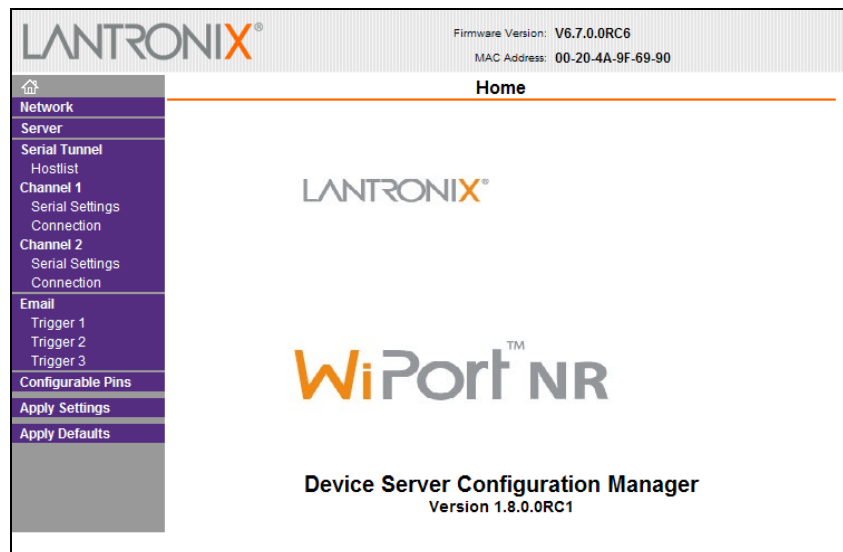 LANTRONIX®
Firmware Version: V6.7.0.0RC6
MAC Address: 00-20-4A-9F-69-90
Home
Network
Server
Serial Tunnel
Hostlist
Channel 1
Serial Settings
Connection
Channel 2
Serial Settings
Connection
Email
Trigger 1
Trigger 2
Trigger 3
Configurable Pins
Apply Settings
Apply Defaults
LANTRONIX®
WiPort™ NR
Device Server Configuration Manager
Version 1.8.0.0RC1